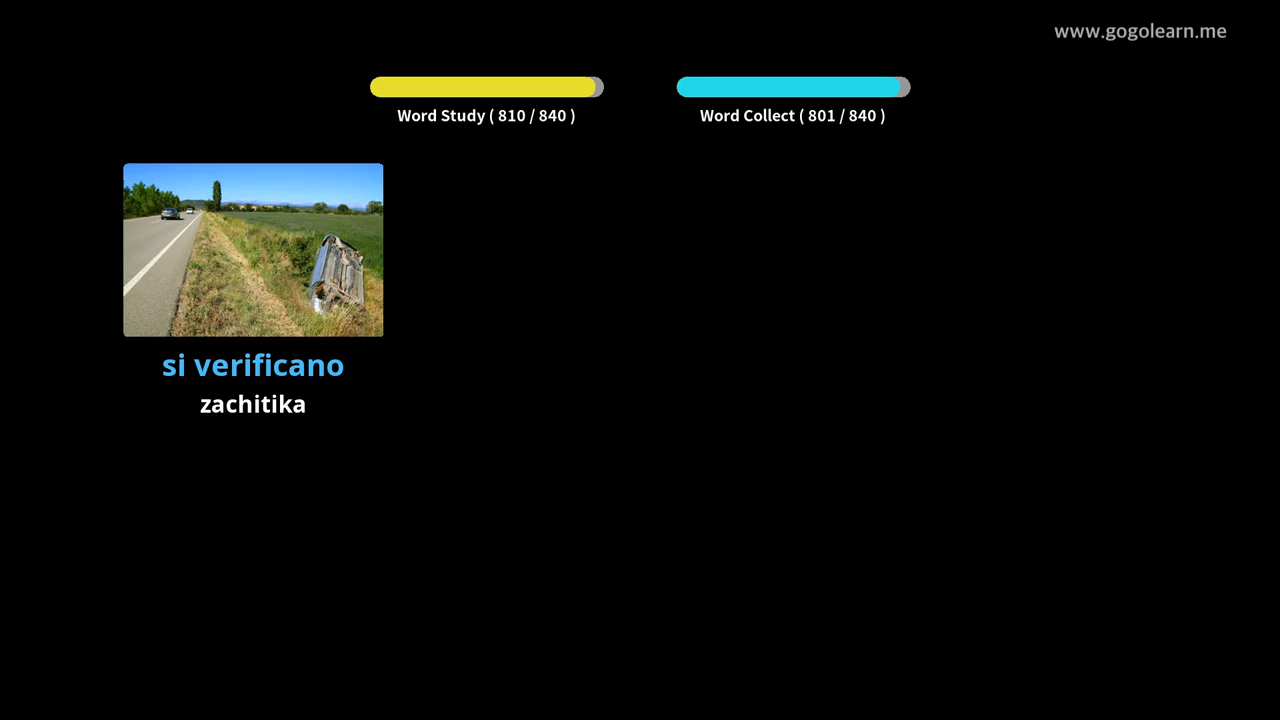 www.gogolearn.me
Word Study ( 810 / 840 )
Word Collect ( 801 / 840 )
si verificano
zachitika